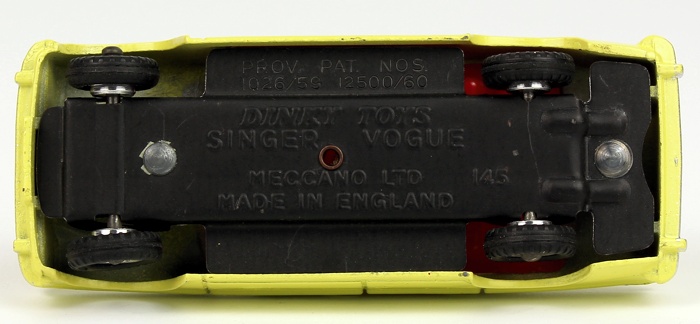 PROV. PAT. NOS.
1026/59 12500/60
DINKY TOYS
SINGER VOGUE
MECCANO LTD 145
MADE IN ENGLAND